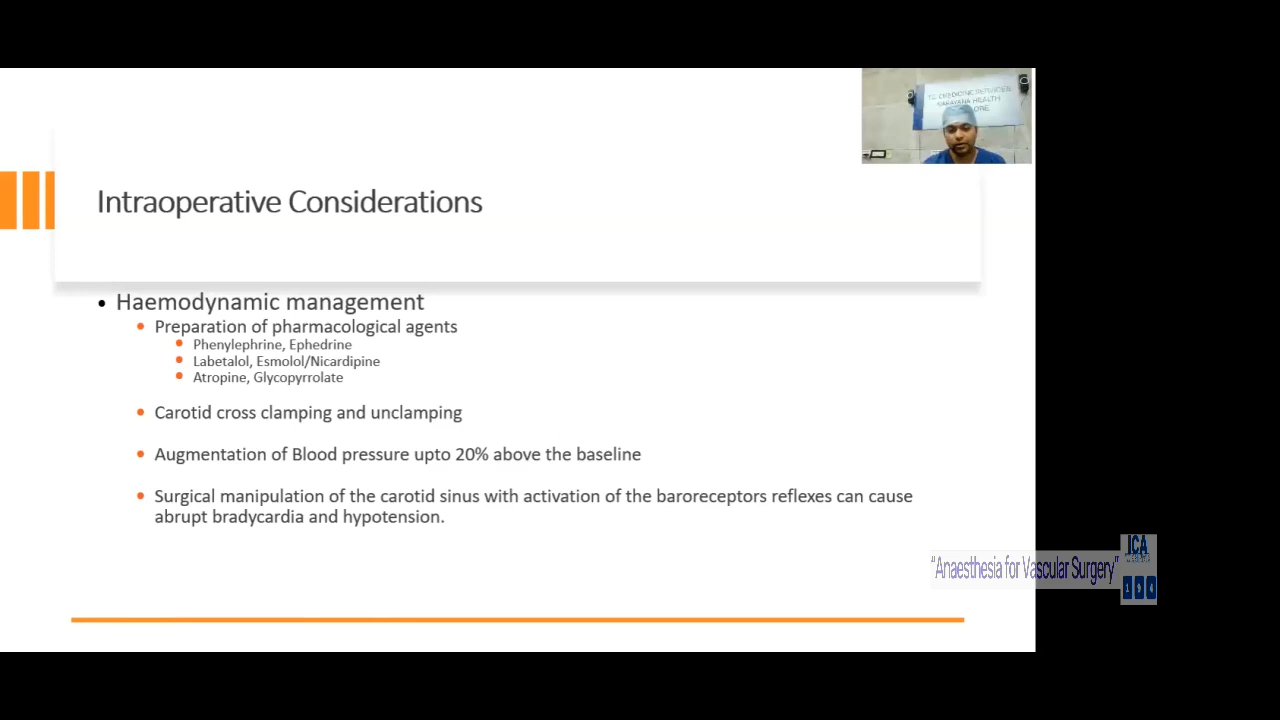 NARAYANA HEALTH
Intraoperative Considerations
• Haemodynamic management
• Preparation of pharmacological agents
• Phenylephrine, Ephedrine
• Labetalol, Esmolol/Nicardipine
• Atropine, Glycopyrrolate
• Carotid cross clamping and unclamping
• Augmentation of Blood pressure upto 20% above the baseline
• Surgical manipulation of the carotid sinus with activation of the baroreceptors reflexes can cause
abrupt bradycardia and hypotension.
"Anaesthesia for Vascular Surgery"
ICA